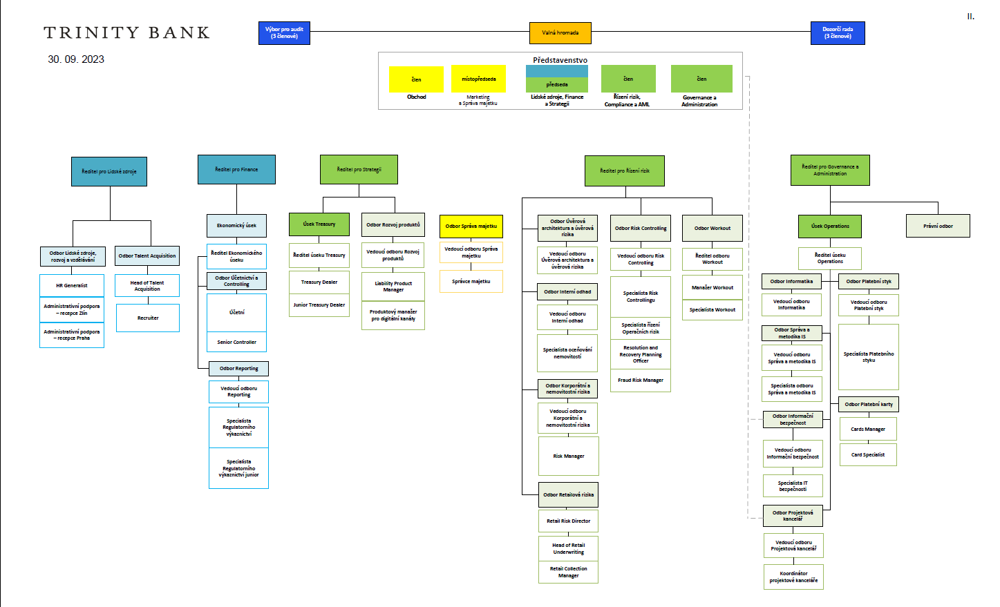 II.
TRINITY BANK
30. 09. 2023
Výbor pro audit
(3 členové)
Valná hromada
Dozorčí rada
(3 členové)
Představenstvo
člen
Obchod
místopředseda
Marketing
a Správa majetku
předseda
Lidské zdroje, Finance
a Strategii
člen
Řízení rizik,
Compliance a AML
člen
Governance a
Administration
Ředitel pro Lidské zdroje
Odbor Lidské zdroje,
rozvoj a vzdělávání
HR Generalist
Administrativní podpora
– recepce Zlín
Administrativní podpora
– recepce Praha
Odbor Talent Acquisition
Head of Talent
Acquisition
Recruiter
Ředitel pro Finance
Ekonomický úsek
Ředitel Ekonomického
úseku
Odbor Účetnictví a
Controlling
Účetní
Senior Controller
Odbor Reporting
Vedoucí odboru
Reporting
Specialista
Regulatorního
výkaznictví
Specialista
Regulatorního
výkaznictví junior
Ředitel pro Strategii
Úsek Treasury
Ředitel úseku Treasury
Treasury Dealer
Junior Treasury Dealer
Odbor Rozvoj produktů
Vedoucí odboru Rozvoj
produktů
Liability Product
Manager
Produktový manažer
pro digitální kanály
Odbor Správa majetku
Vedoucí odboru Správa
majetku
Správce majetku
Ředitel pro Řízení rizik
Odbor Úvěrová
architektura a úvěrová
rizika
Vedoucí odboru
Úvěrová architektura a
úvěrová rizika
Odbor Interní odhad
Vedoucí odboru
Interní odhad
Specialista oceňování
nemovitostí
Odbor Korporátní a
nemovitostní rizika
Vedoucí odboru
Korporátní a
nemovitostní rizika
Risk Manager
Odbor Retailová rizika
Retail Risk Director
Head of Retail
Underwriting
Retail Collection
Manager
Odbor Risk Controlling
Vedoucí odboru Risk
Controlling
Specialista Risk
Controllingu
Specialista řízení
Operačních rizik
Resolution and
Recovery Planning
Officer
Fraud Risk Manager
Odbor Workout
Ředitel odboru
Workout
Manažer Workout
Specialista Workout
Ředitel pro Governance a
Administration
Úsek Operations
Ředitel úseku
Operations
Odbor Informatika
Vedoucí odboru
Informatika
Odbor Správa a
metodika IS
Vedoucí odboru
Správa a metodika IS
Specialista odboru
Správa a metodika IS
Odbor Informační
bezpečnost
Vedoucí odboru
Informační bezpečnost
Specialista IT
bezpečnosti
Odbor Projektová
kancelář
Vedoucí odboru
Projektová kancelář
Koordinátor
projektové kanceláře
Odbor Platební styk
Vedoucí odboru
Platební styk
Specialista Platebního
styku
Odbor Platební karty
Cards Manager
Card Specialist
Právní odbor